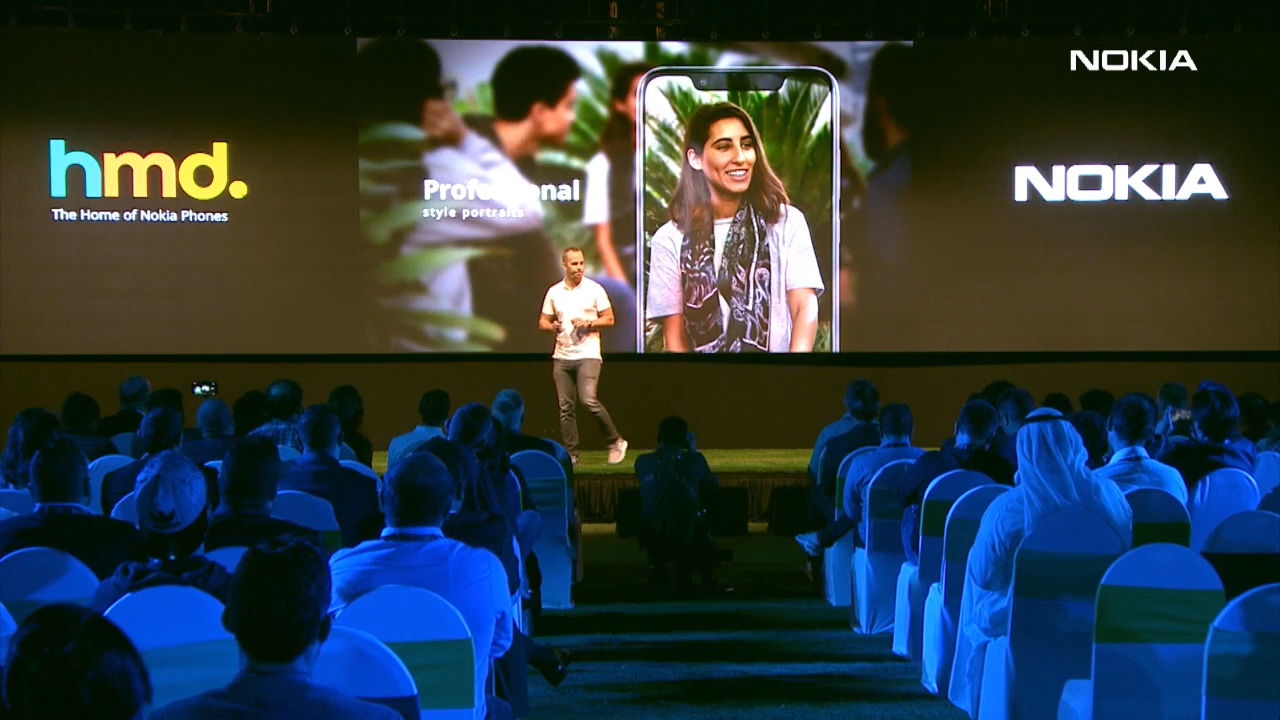 NOKIA
hmd.
The Home of Nokia Phones
Professional
style portraits
NOKIA